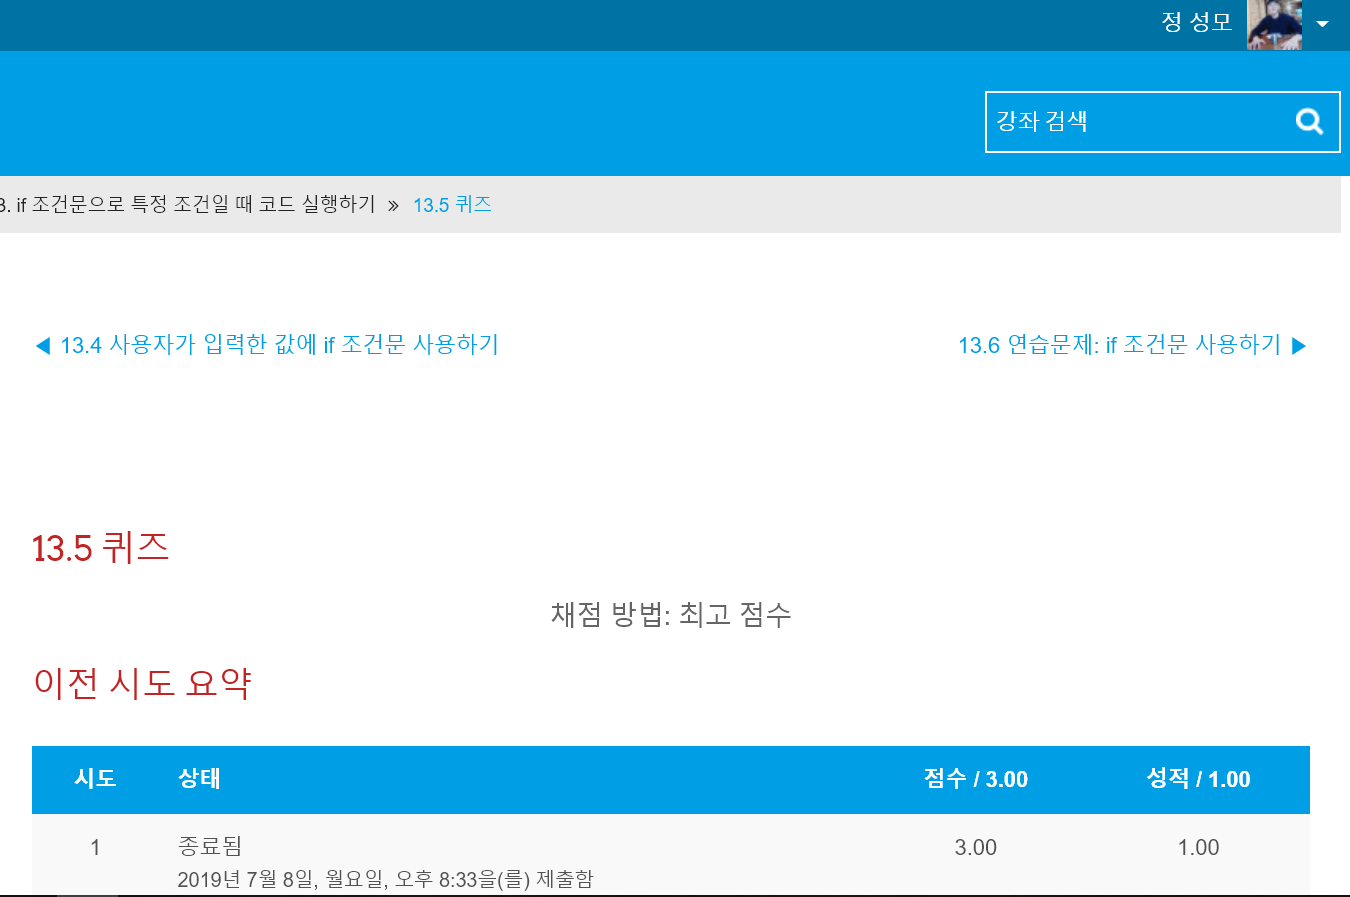 정 성모
강좌 검색
3. if 조건문으로 특정 조건일 때 코드 실행하기 » 13.5 퀴즈
◀ 13.4 사용자가 입력한 값에 if 조건문 사용하기
13.6 연습문제: if 조건문 사용하기 ▶
13.5 퀴즈
채점 방법: 최고 점수
이전 시도 요약
시도 상태 점수 / 3.00 성적 / 1.00
1 종료됨 3.00 1.00
2019년 7월 8일, 월요일, 오후 8:33을(를) 제출함